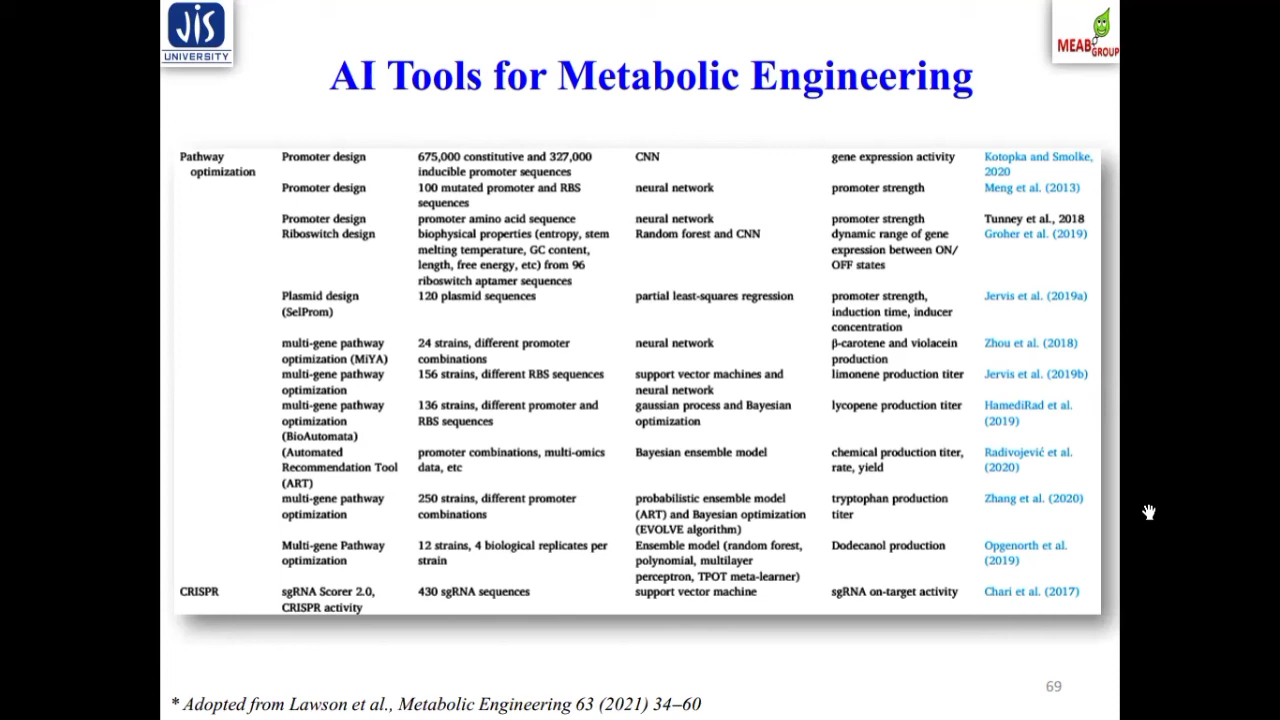 JIS
UNIVERSITY
MEAB GROUP
AI Tools for Metabolic Engineering
Pathway optimization Promoter design 675,000 constitutive and 327,000 inducible promoter sequences CNN gene expression activity Kotopka and Smolke, 2020
Promoter design 100 mutated promoter and RBS sequences neural network promoter strength Meng et al. (2013)
Promoter design promoter amino acid sequence neural network promoter strength Tunney et al., 2018
Riboswitch design biophysical properties (entropy, stem melting temperature, GC content, length, free energy, etc) from 96 riboswitch aptamer sequences Random forest and CNN dynamic range of gene expression between ON/OFF states Groher et al. (2019)
Plasmid design (SelProm) 120 plasmid sequences partial least-squares regression promoter strength, induction time, inducer concentration Jervis et al. (2019a)
multi-gene pathway optimization (MiYA) 24 strains, different promoter combinations neural network β-carotene and violacein production Zhou et al. (2018)
multi-gene pathway optimization 156 strains, different RBS sequences support vector machines and neural network limonene production titer Jervis et al. (2019b)
multi-gene pathway optimization (BioAutomata) 136 strains, different promoter and RBS sequences gaussian process and Bayesian optimization lycopene production titer HamediRad et al. (2019)
(Automated Recommendation Tool (ART) promoter combinations, multi-omics data, etc Bayesian ensemble model chemical production titer, rate, yield Radivojević et al. (2020)
multi-gene pathway optimization 250 strains, different promoter combinations probabilistic ensemble model (ART) and Bayesian optimization (EVOLVE algorithm) tryptophan production titer Zhang et al. (2020)
Multi-gene Pathway optimization 12 strains, 4 biological replicates per strain Ensemble model (random forest, polynomial, multilayer perceptron, TPOT meta-learner) Dodecanol production Opgenorth et al. (2019)
CRISPR sgRNA Scorer 2.0, CRISPR activity 430 sgRNA sequences support vector machine sgRNA on-target activity Chari et al. (2017)
69
* Adopted from Lawson et al., Metabolic Engineering 63 (2021) 34–60